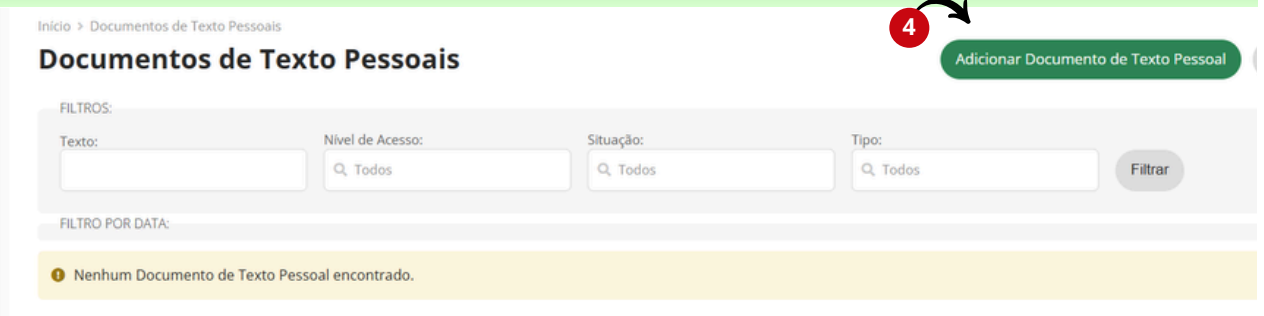 Início > Documentos de Texto Pessoais
4
Documentos de Texto Pessoais
Adicionar Documento de Texto Pessoal
FILTROS:
Texto: Nível de Acesso: Situação: Tipo:
Todos Todos Todos Filtrar
FILTRO POR DATA:
Nenhum Documento de Texto Pessoal encontrado.